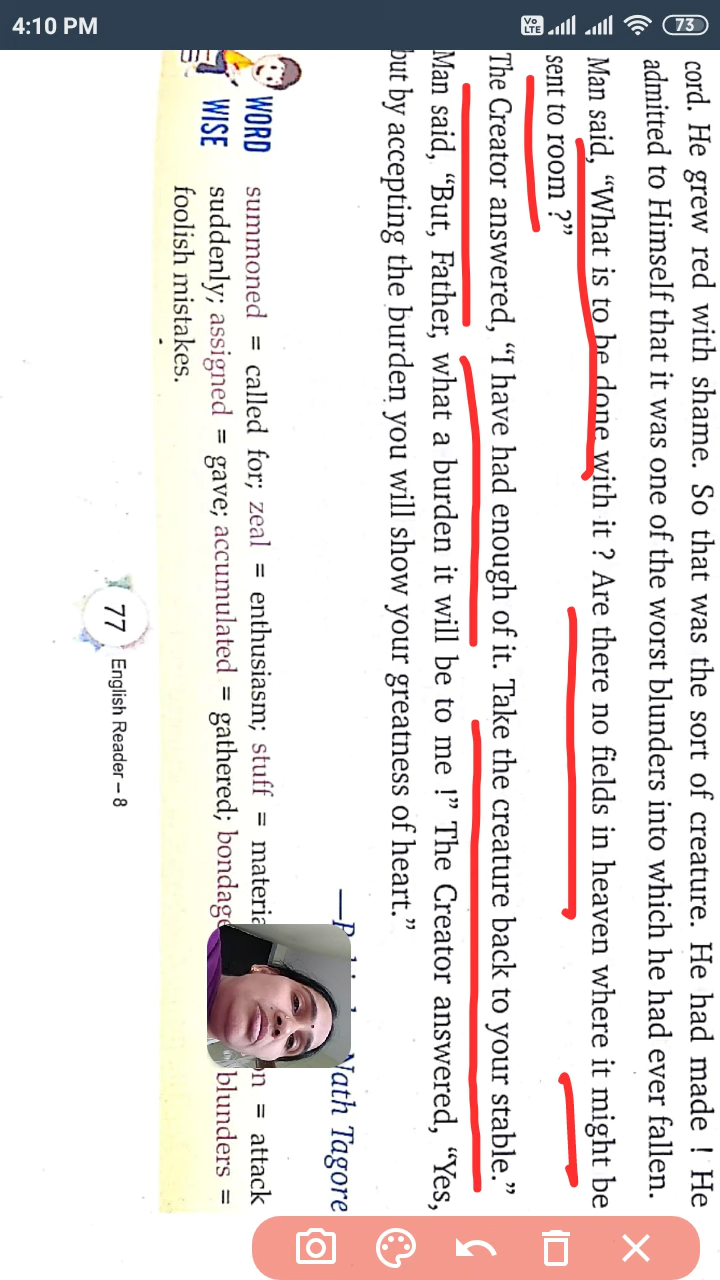 4:10 PM
Vo LTE
73
cord. He grew red with shame. So that was the sort of creature. He had made ! He
admitted to Himself that it was one of the worst blunders into which he had ever fallen.
Man said, “What is to be done with it ? Are there no fields in heaven where it might be
sent to room ?”
The Creator answered, “I have had enough of it. Take the creature back to your stable.”
Man said, “But, Father, what a burden it will be to me !” The Creator answered, “Yes,
but by accepting the burden you will show your greatness of heart.”
Nath Tagore
WORD
WISE
summoned = called for; zeal = enthusiasm; stuff = = attack
suddenly; assigned = gave; accumulated = gathered; blunders =
foolish mistakes.
77 English Reader – 8